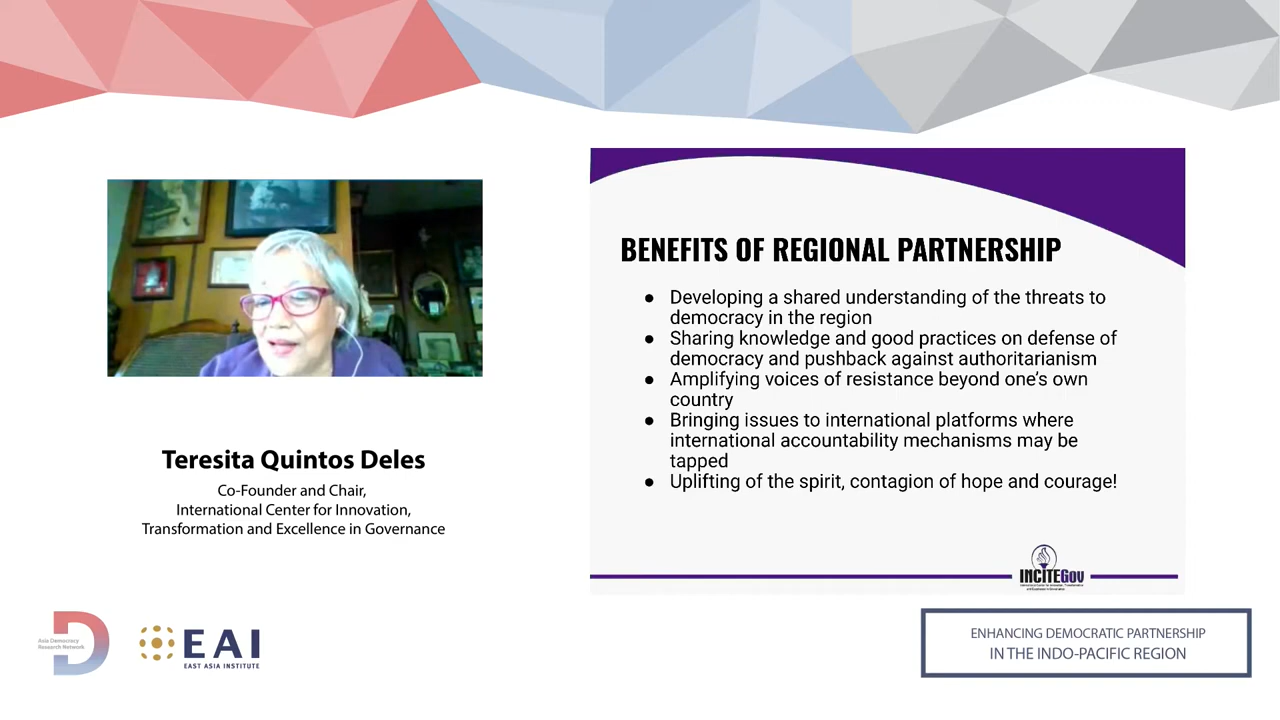 BENEFITS OF REGIONAL PARTNERSHIP
● Developing a shared understanding of the threats to
democracy in the region
● Sharing knowledge and good practices on defense of
democracy and pushback against authoritarianism
● Amplifying voices of resistance beyond one's own
country
● Bringing issues to international platforms where
international accountability mechanisms may be
tapped
● Uplifting of the spirit, contagion of hope and courage!
INCITEGOV
Teresita Quintos Deles
Co-Founder and Chair,
International Center for Innovation,
Transformation and Excellence in Governance
Asia Democracy
Research Network
EAI
EAST ASIA INSTITUTE
ENHANCING DEMOCRATIC PARTNERSHIP
IN THE INDO-PACIFIC REGION